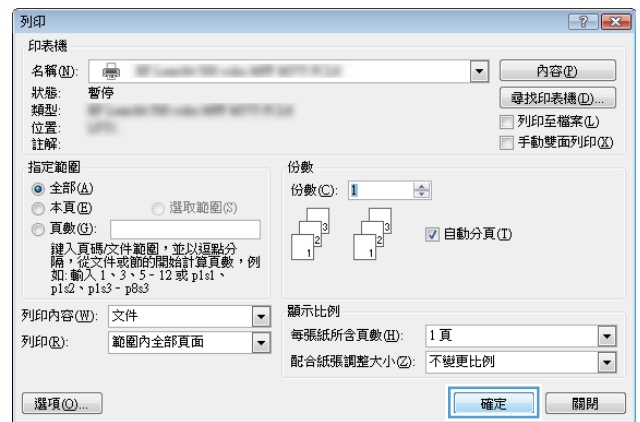 列印
印表機
名稱(N):
內容(P)
狀態: 暫停
尋找印表機(D)...
類型:
位置:
列印至檔案(L)
註解:
手動雙面列印(X)
指定範圍
全部(A)
本頁(E) 選取範圍(S)
頁數(G):
鍵入頁碼/文件範圍，並以逗點分
隔，從文件或節的開始計算頁數，例
如: 輸入 1、3、5 - 12 或 p1s1、
p1s2、p1s3 - p8s3
份數
份數(C): 1
自動分頁(T)
1 2 3
1 2 3
列印內容(W): 文件
列印(R): 範圍內全部頁面
顯示比例
每張紙所含頁數(H): 1 頁
配合紙張調整大小(Z): 不變更比例
選項(O)...
確定
關閉